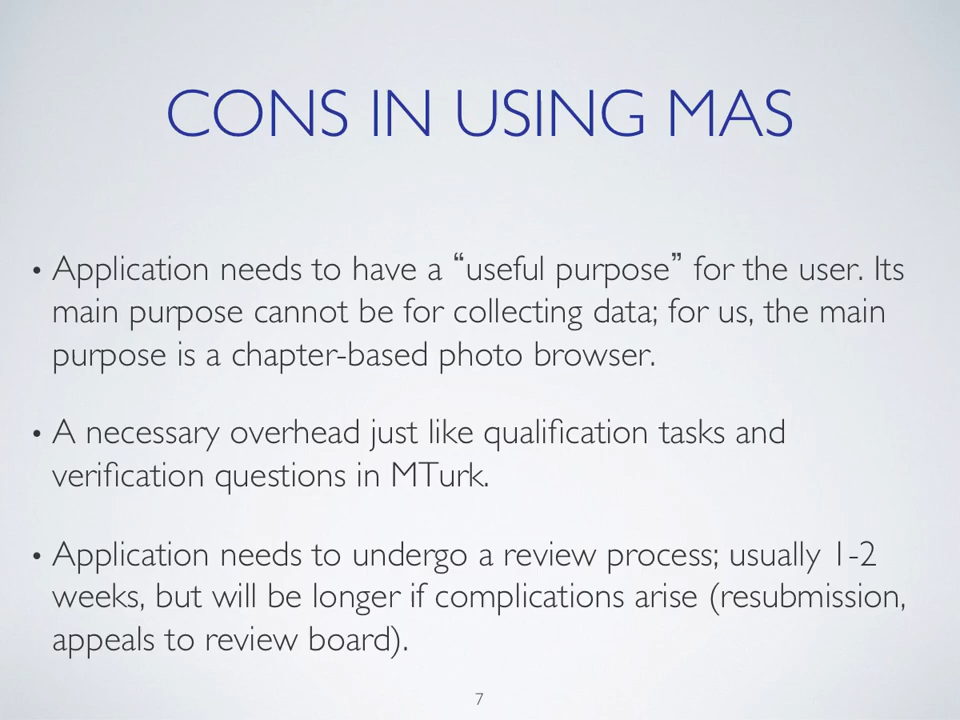 CONS IN USING MAS
• Application needs to have a “useful purpose” for the user. Its
main purpose cannot be for collecting data; for us, the main
purpose is a chapter-based photo browser.
• A necessary overhead just like qualification tasks and
verification questions in MTurk.
• Application needs to undergo a review process; usually 1-2
weeks, but will be longer if complications arise (resubmission,
appeals to review board).
7